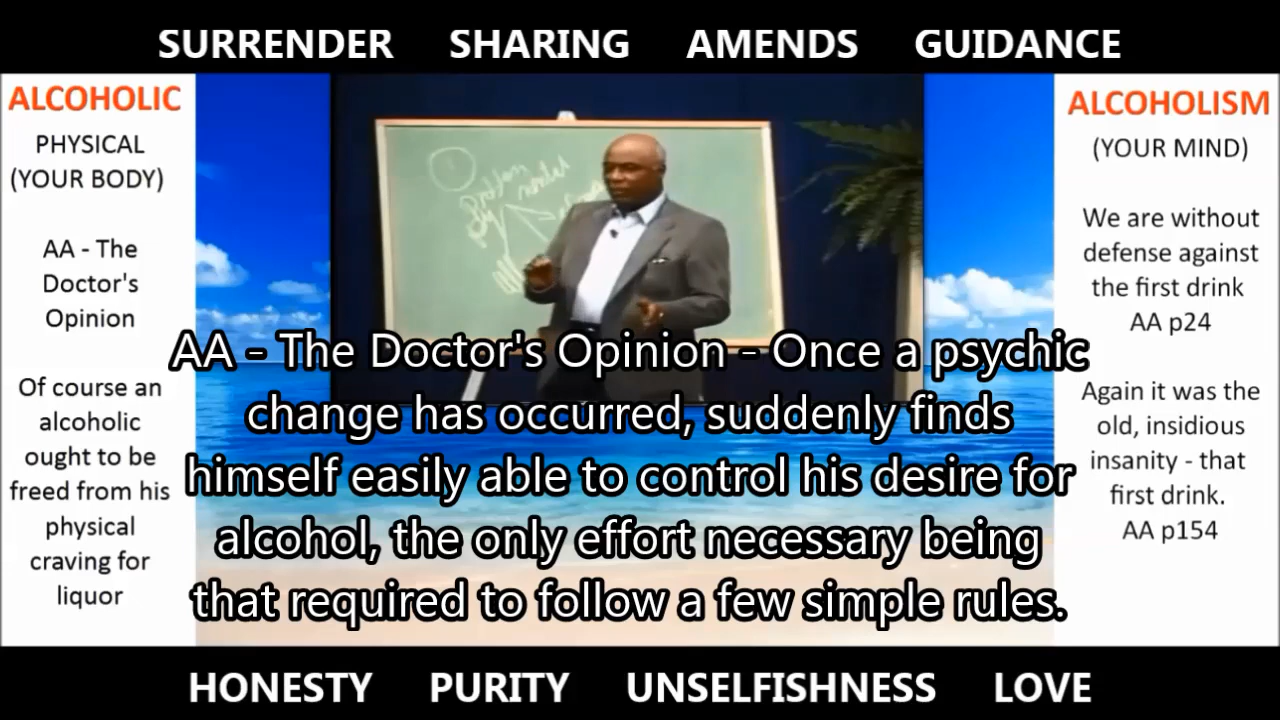 SURRENDER SHARING AMENDS GUIDANCE
ALCOHOLIC
PHYSICAL
(YOUR BODY)
AA - The
Doctor's
Opinion
Of course an
alcoholic
ought to be
freed from his
physical
craving for
liquor
AA - The Doctor's Opinion - Once a psychic
change has occurred, suddenly finds
himself easily able to control his desire for
alcohol, the only effort necessary being
that required to follow a few simple rules.
ALCOHOLISM
(YOUR MIND)
We are without
defense against
the first drink
AA p24
Again it was the
old, insidious
insanity - that
first drink.
AA p154
HONESTY PURITY UNSELFISHNESS LOVE